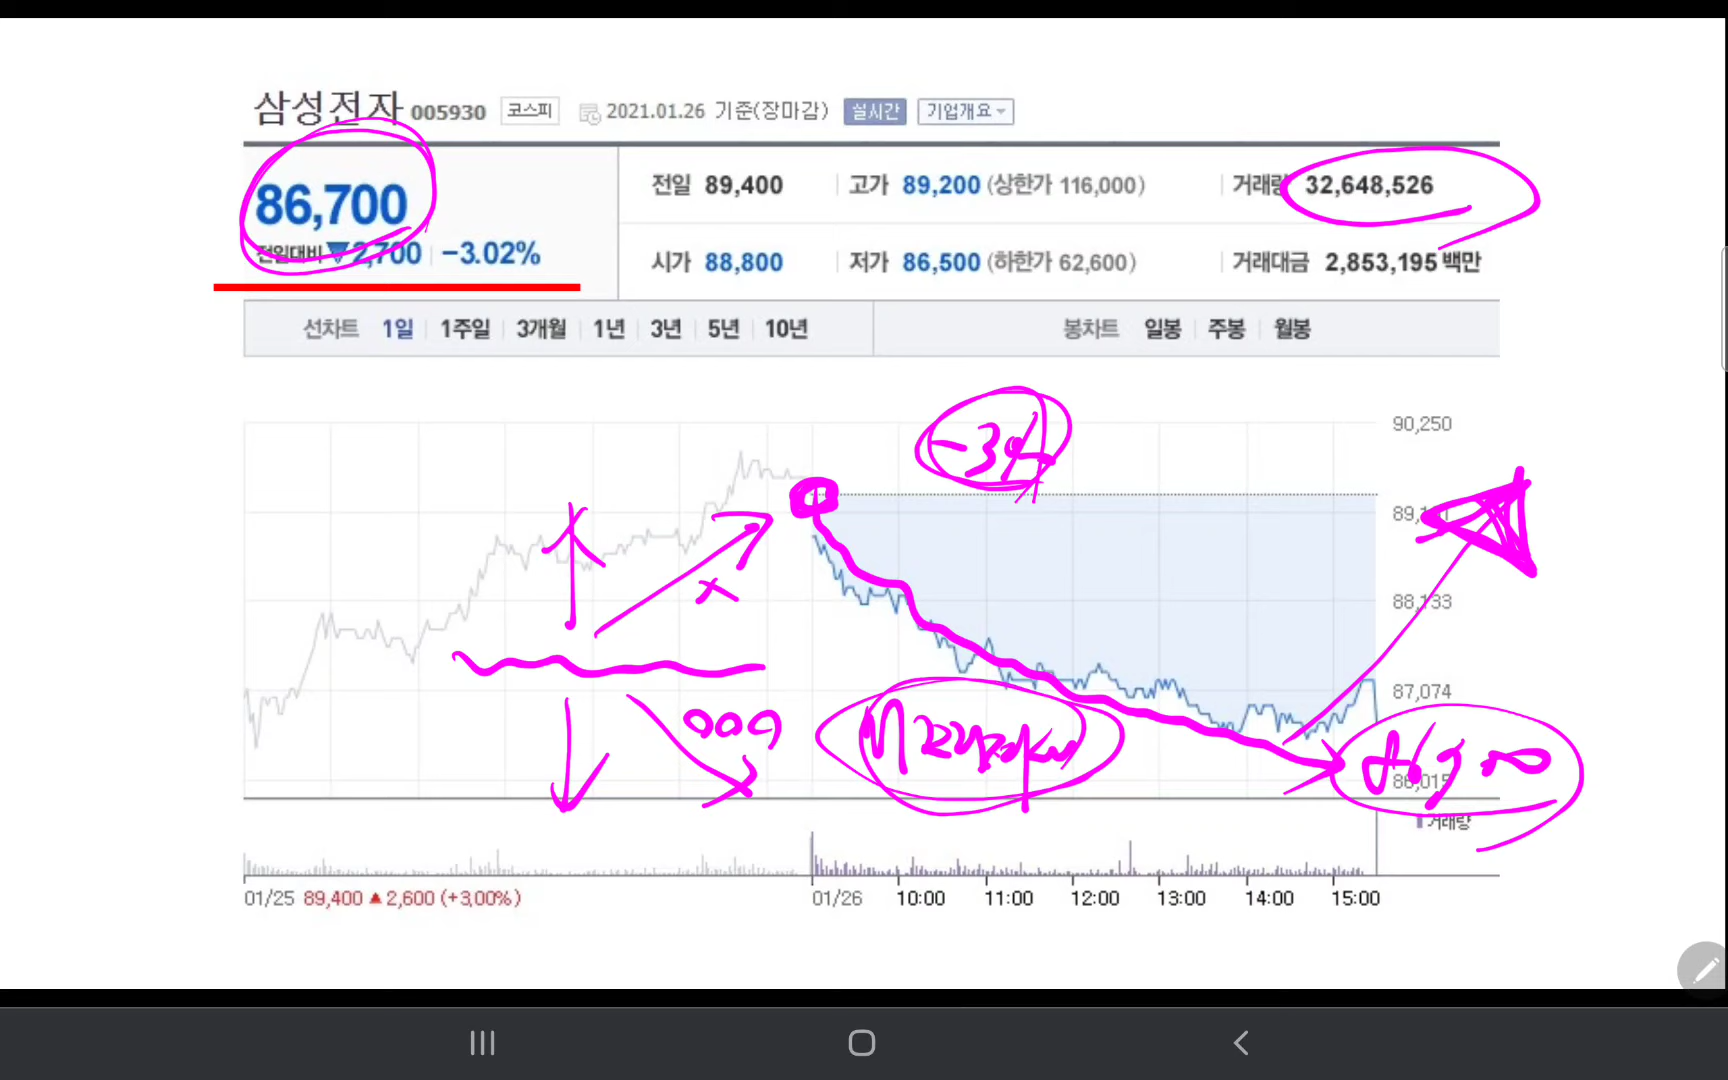 삼성전자 005930 코스피 2021.01.26 기준(장마감) 실시간 기업개요
86,700
전일대비 ▼ 2,700 -3.02%
전일 89,400 고가 89,200 (상한가 116,000) 거래량 32,648,526
시가 88,800 저가 86,500 (하한가 62,600) 거래대금 2,853,195 백만
선차트 1일 1주일 3개월 1년 3년 5년 10년 봉차트 일봉 주봉 월봉
90,250
-3%
88,133
87,074
86,015
거래량
01/25 89,400 ▲ 2,600 (+3.00%) 01/26 10:00 11:00 12:00 13:00 14:00 15:00